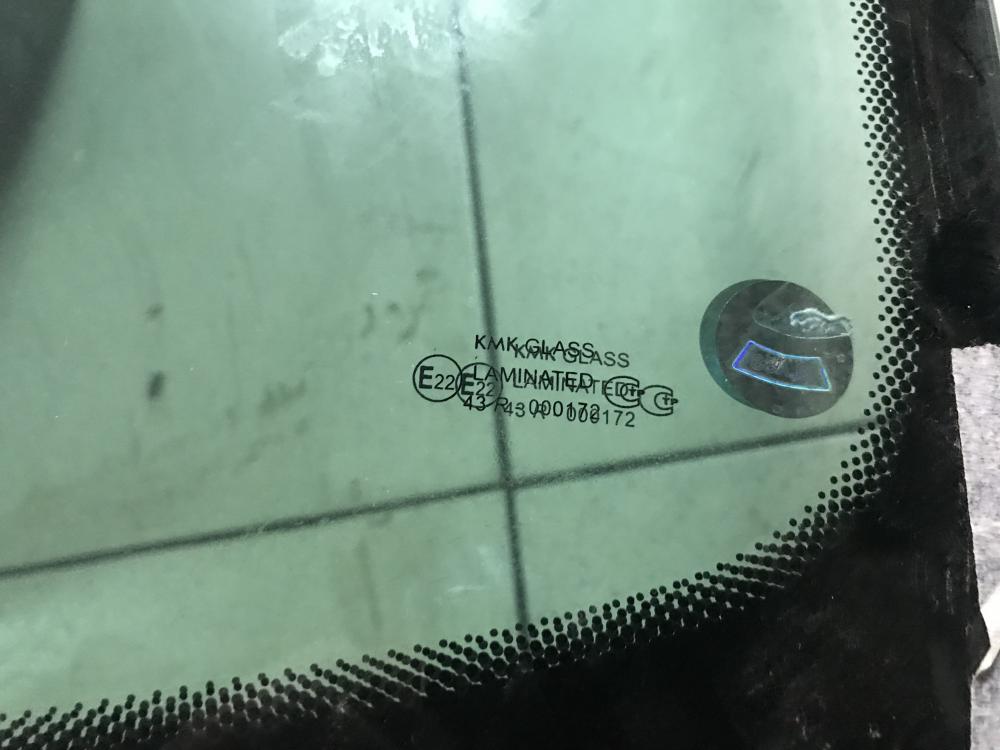 KMK GLASS
E22 LAMINATED
43 R - 000172